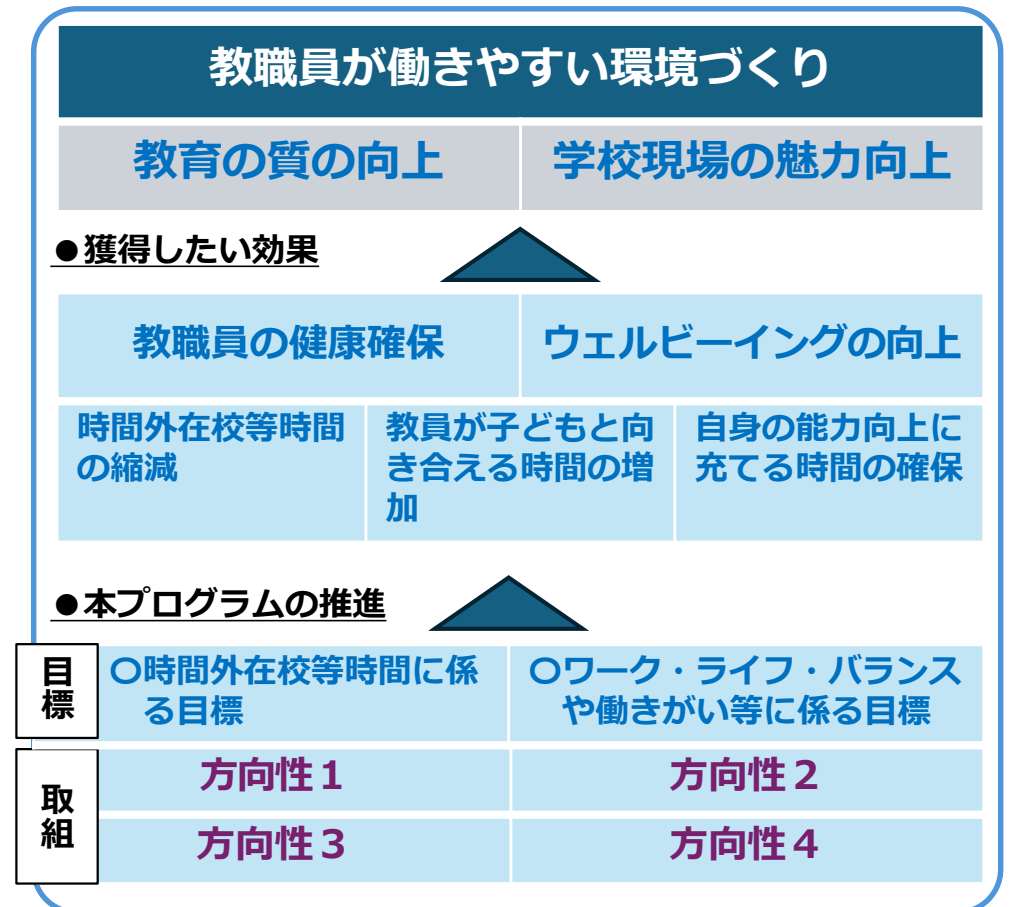 教職員が働きやすい環境づくり
教育の質の向上
学校現場の魅力向上
●獲得したい効果
教職員の健康確保
ウェルビーイングの向上
時間外在校等時間
の縮減
教員が子どもと向
き合える時間の増
加
自身の能力向上に
充てる時間の確保
●本プログラムの推進
目標
〇時間外在校等時間に係
る目標
〇ワーク・ライフ・バランス
や働きがい等に係る目標
取組
方向性１
方向性２
方向性３
方向性４